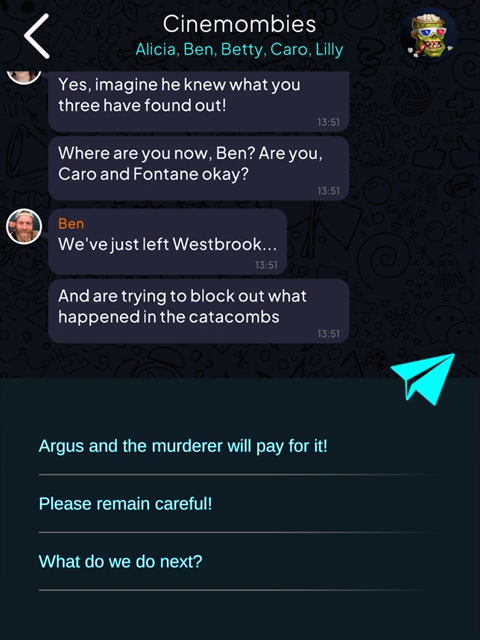 Cinemombies
Alicia, Ben, Betty, Caro, Lilly
Yes, imagine he knew what you
three have found out!
13:51
Where are you now, Ben? Are you,
Caro and Fontane okay?
13:51
Ben
We've just left Westbrook...
13:51
And are trying to block out what
happened in the catacombs
13:51
Argus and the murderer will pay for it!
Please remain careful!
What do we do next?